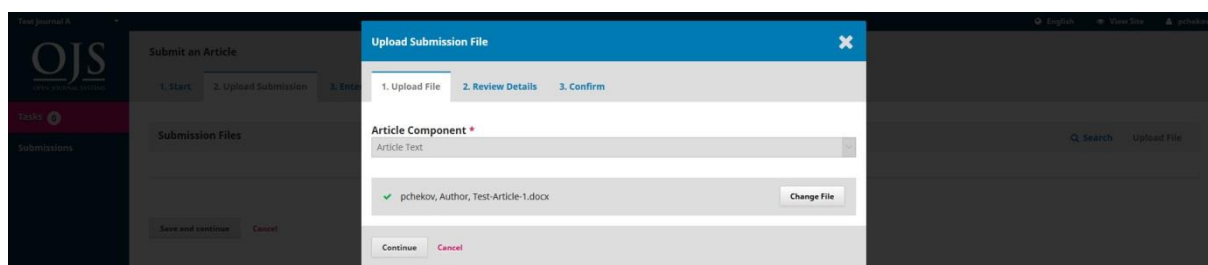 Test Journal A
English
View Site
pchekov
OJS
OPEN JOURNAL SYSTEMS
Tasks 0
Submissions
Submit an Article
1. Start
2. Upload Submission
3. Ente
Submission Files
Search
Upload File
Save and continue
Cancel
Upload Submission File
1. Upload File
2. Review Details
3. Confirm
Article Component *
Article Text
pchekov, Author, Test-Article-1.docx
Change File
Continue
Cancel